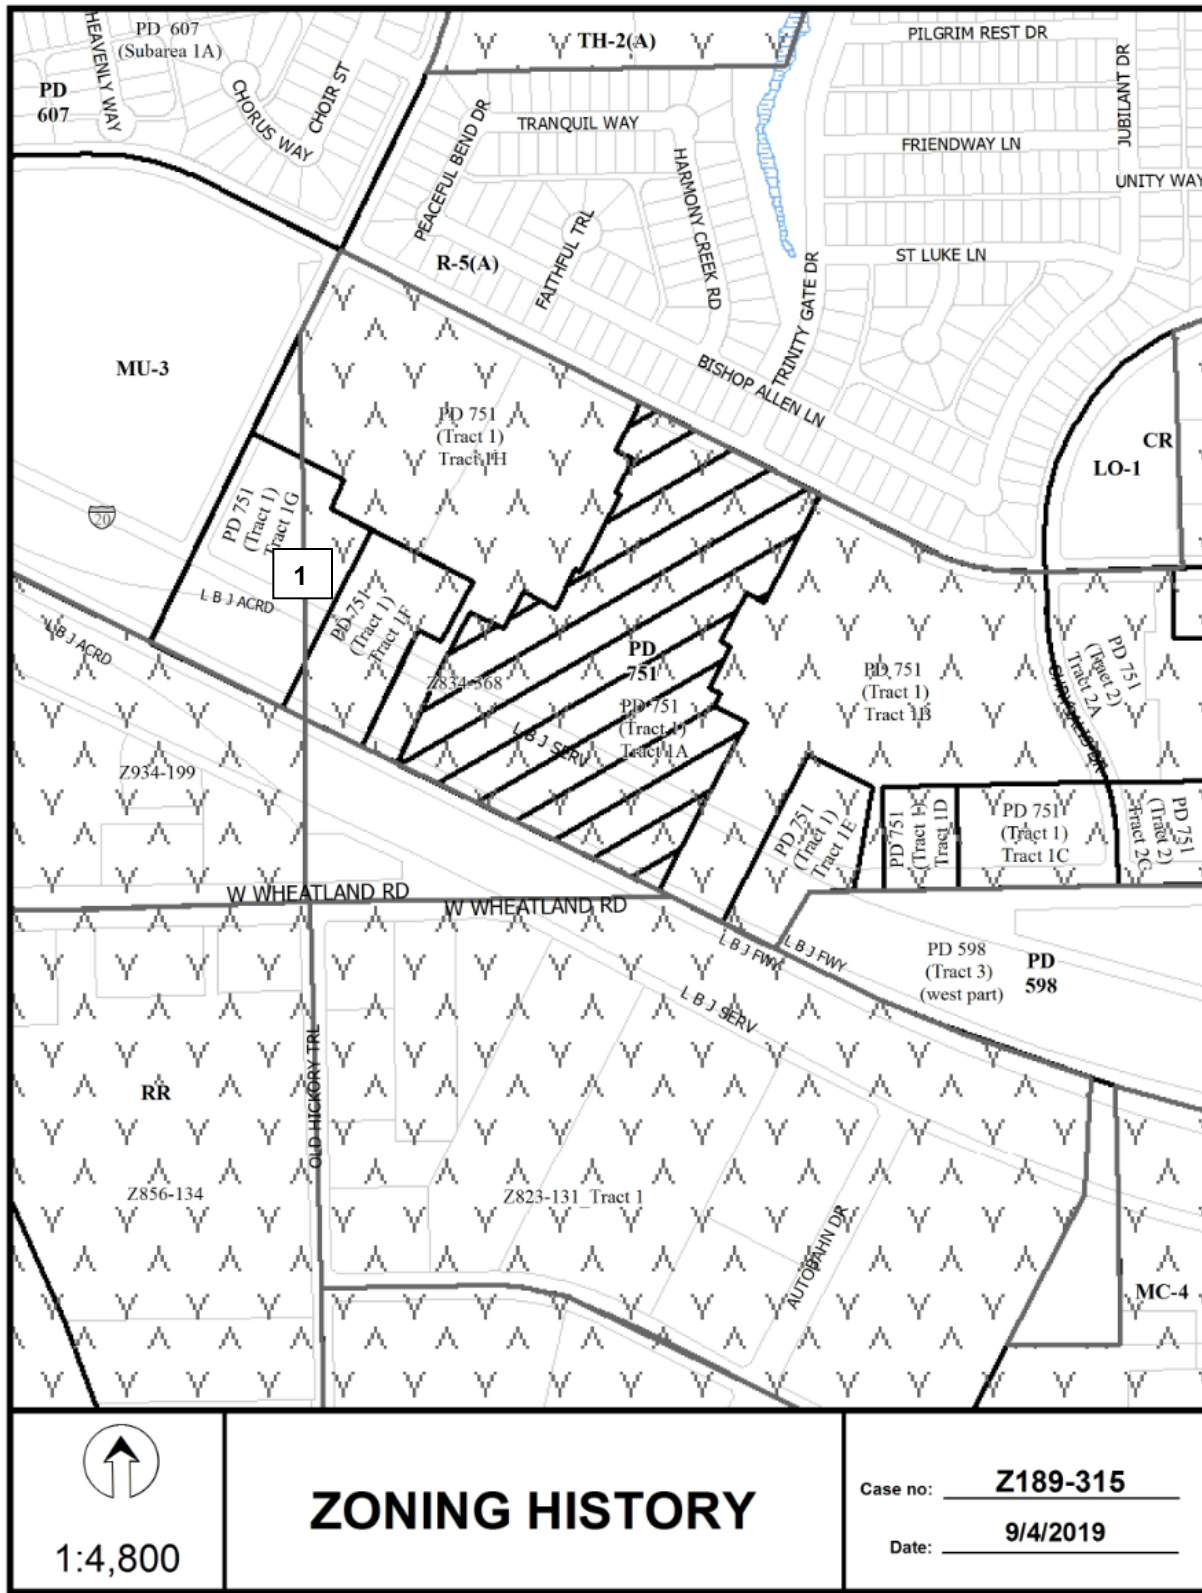 HEAVENLY WAY
PD 607
(Subarea 1A)
PD
607
CHORUS WAY
CHOIR ST
TH-2(A)
PILGRIM REST DR
JUBILANT DR
PEACEFUL BEND DR
TRANQUIL WAY
FRIENDWAY LN
UNITY WAY
HARMONY CREEK RD
FAITHFUL TRL
R-5(A)
TRINITY GATE DR
ST LUKE LN
BISHOP ALLEN LN
MU-3
PD 751
(Tract 1)
Tract 1H
CR
LO-1
20
PD 751
(Tract 1)
Tract 1G
1
L B J ACRD
L B J ACRD
PD 751
(Tract 1)
Tract 1F
Z834-368
PD
751
PD 751
(Tract 1)
Tract 1A
L B J SERV
PD 751
(Tract 1)
Tract 1B
PD 751
(Tract 2)
Tract 2A
Z934-199
PD 751
(Tract 1)
Tract 1E
PD 751
(Tract 1)
Tract 1D
PD 751
(Tract 1)
Tract 1C
PD 751
(Tract 2)
Tract 2C
W WHEATLAND RD
W WHEATLAND RD
L B J FWY
L B J FWY
PD 598
(Tract 3)
(west part)
PD
598
L B J SERV
OLD HICKORY TRL
RR
Z856-134
Z823-131_Tract 1
AUTOBAHN DR
MC-4
1:4,800
ZONING HISTORY
Case no: Z189-315
Date: 9/4/2019